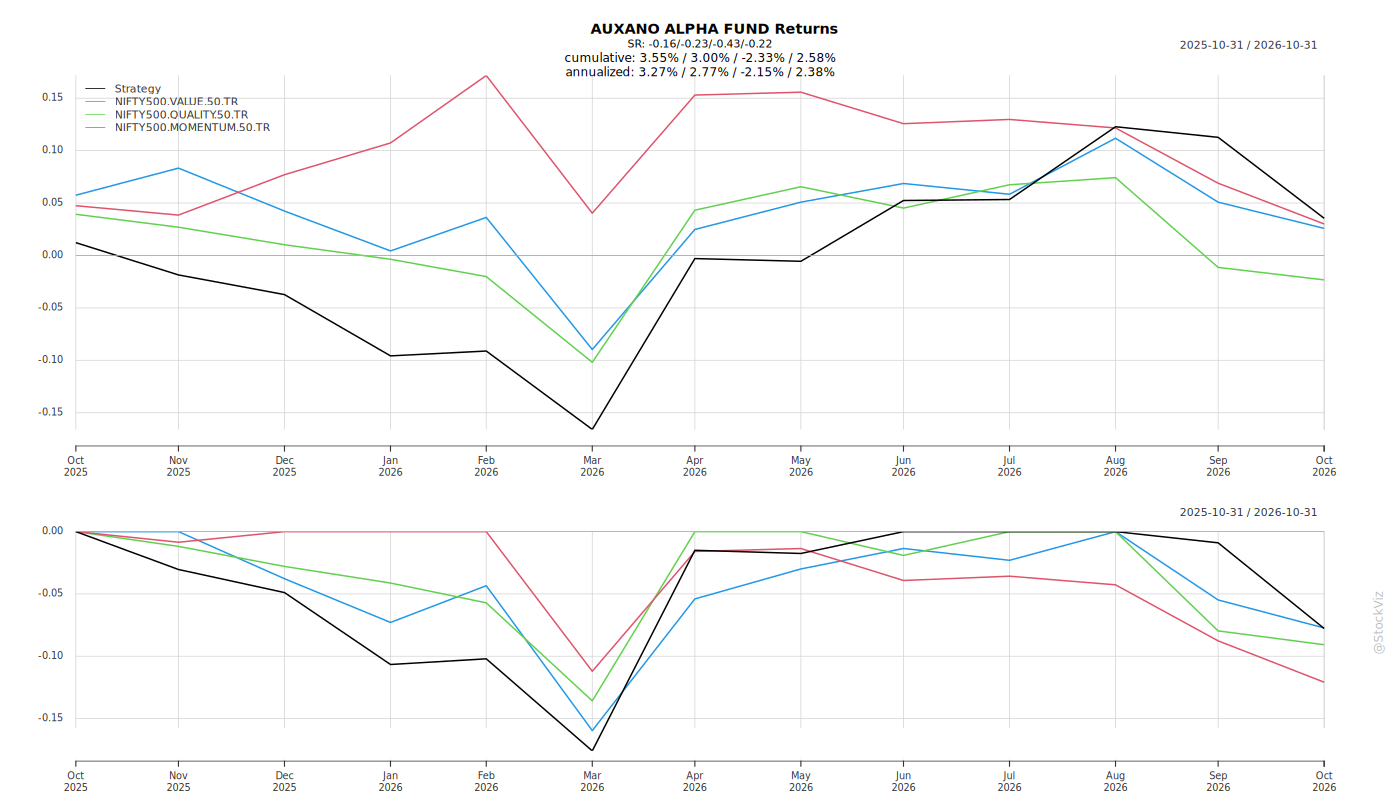 AUXANO ALPHA FUND Returns
SR: -0.16/-0.23/-0.43/-0.22
cumulative: 3.55% / 3.00% / -2.33% / 2.58%
annualized: 3.27% / 2.77% / -2.15% / 2.38%
2025-10-31 / 2026-10-31
Strategy
NIFTY500.VALUE.50.TR
NIFTY500.QUALITY.50.TR
NIFTY500.MOMENTUM.50.TR
0.15
0.10
0.05
0.00
-0.05
-0.10
-0.15
Oct Nov Dec Jan Feb Mar Apr May Jun Jul Aug Sep Oct
2025 2025 2025 2026 2026 2026 2026 2026 2026 2026 2026 2026 2026
2025-10-31 / 2026-10-31
0.00
-0.05
-0.10
-0.15
Oct Nov Dec Jan Feb Mar Apr May Jun Jul Aug Sep Oct
2025 2025 2025 2026 2026 2026 2026 2026 2026 2026 2026 2026 2026
@StockViz